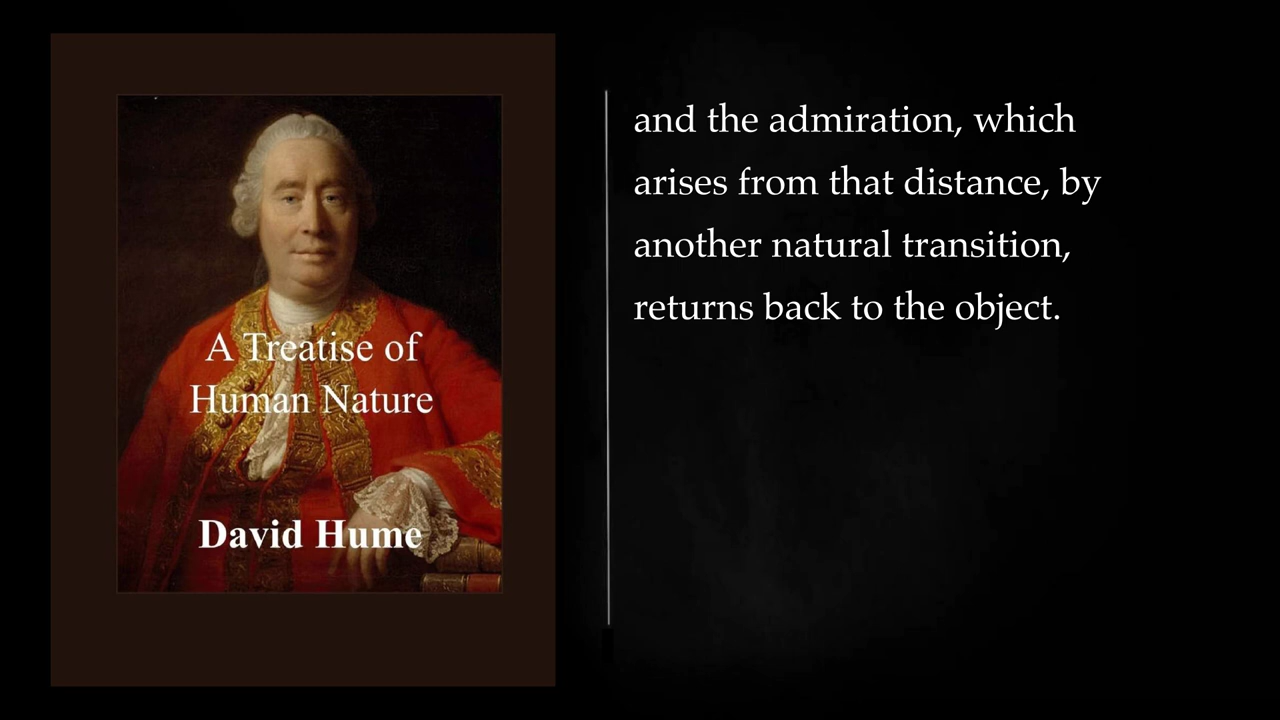 A Treatise of
Human Nature
David Hume
and the admiration, which
arises from that distance, by
another natural transition,
returns back to the object.